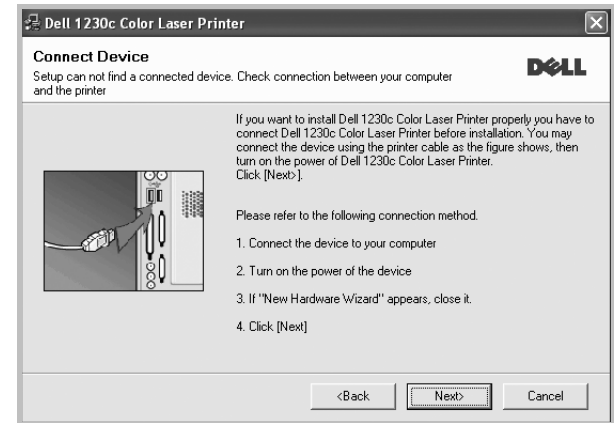 Dell 1230c Color Laser Printer
Connect Device
Setup can not find a connected device. Check connection between your computer
and the printer
DELL
If you want to install Dell 1230c Color Laser Printer properly you have to
connect Dell 1230c Color Laser Printer before installation. You may
connect the device using the printer cable as the figure shows, then
turn on the power of Dell 1230c Color Laser Printer.
Click [Next>].
Please refer to the following connection method.
1. Connect the device to your computer
2. Turn on the power of the device
3. If "New Hardware Wizard" appears, close it.
4. Click [Next]
<Back
Next>
Cancel